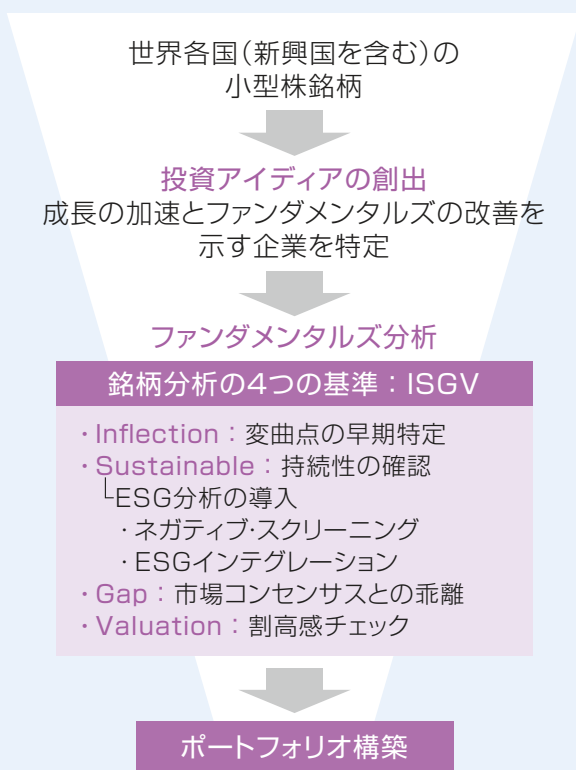 世界各国(新興国を含む)の
小型株銘柄
投資アイディアの創出
成長の加速とファンダメンタルズの改善を
示す企業を特定
ファンダメンタルズ分析
銘柄分析の4つの基準：ISGV
・Inflection：変曲点の早期特定
・Sustainable：持続性の確認
└ESG分析の導入
・ネガティブ・スクリーニング
・ESGインテグレーション
・Gap：市場コンセンサスとの乖離
・Valuation：割高感チェック
ポートフォリオ構築